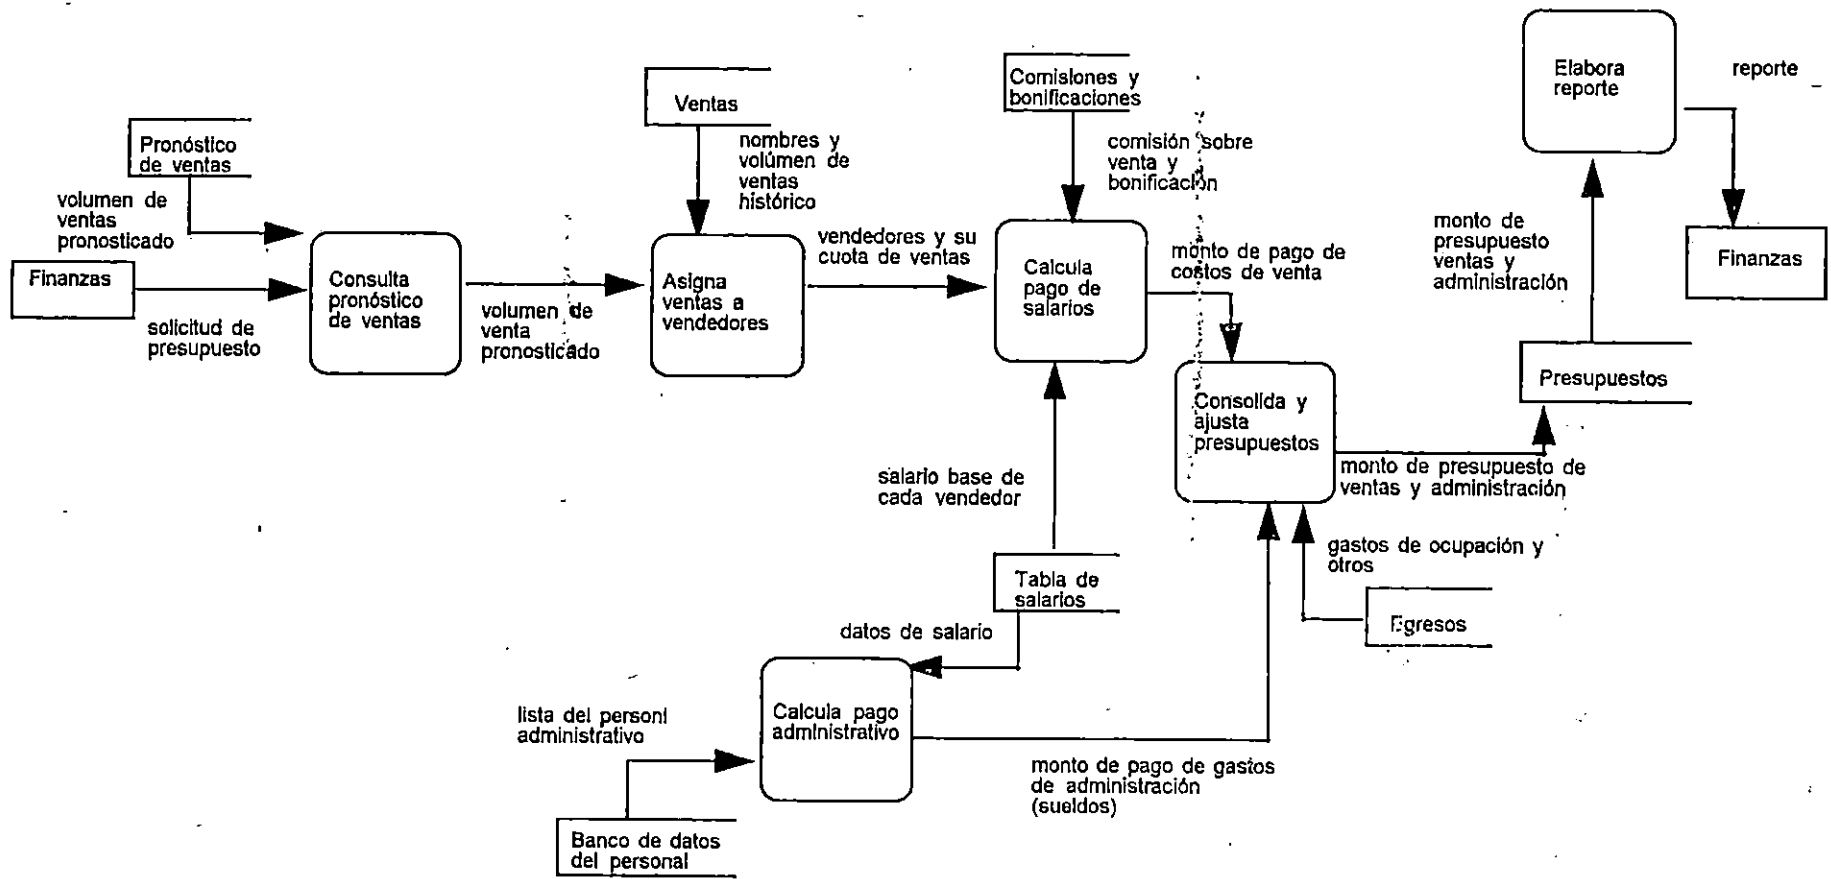 Pronóstico
de ventas
volumen de
ventas
pronosticado
Finanzas
solicitud de
presupuesto
Consulta
pronóstico
de ventas
volumen de
venta
pronosticado
Ventas
nombres y
volúmen de
ventas
histórico
Asigna
ventas a
vendedores
vendedores y su
cuota de ventas
Comisiones y
bonificaciones
comisión sobre
venta y
bonificación
Calcula
pago de
salarios
monto de pago de
costos de venta
salario base de
cada vendedor
Tabla de
salarios
datos de salario
Calcula pago
administrativo
lista del personl
administrativo
Banco de datos
del personal
monto de pago de gastos
de administración
(sueldos)
Consolida y
ajusta
presupuestos
gastos de ocupación y
otros
Egresos
monto de presupuesto de
ventas y administración
Presupuestos
monto de
presupuesto
ventas y
administración
Elabora
reporte
reporte
Finanzas